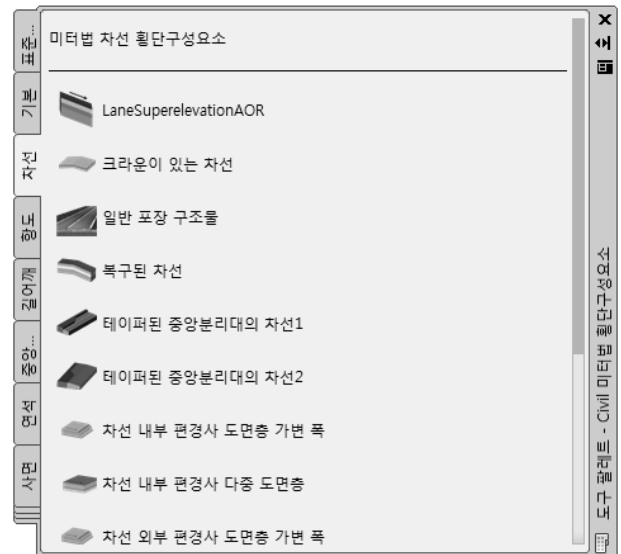 미터법 차선 횡단구성요소
LaneSuperelevationAOR
크라운이 있는 차선
일반 포장 구조물
복구된 차선
테이퍼된 중앙분리대의 차선1
테이퍼된 중앙분리대의 차선2
차선 내부 편경사 도면층 가변 폭
차선 내부 편경사 다중 도면층
차선 외부 편경사 도면층 가변 폭
표준...
기본
차선
합도
길어깨
중앙...
연석
사면
도구 팔레트 - Civil 미터법 횡단구성요소